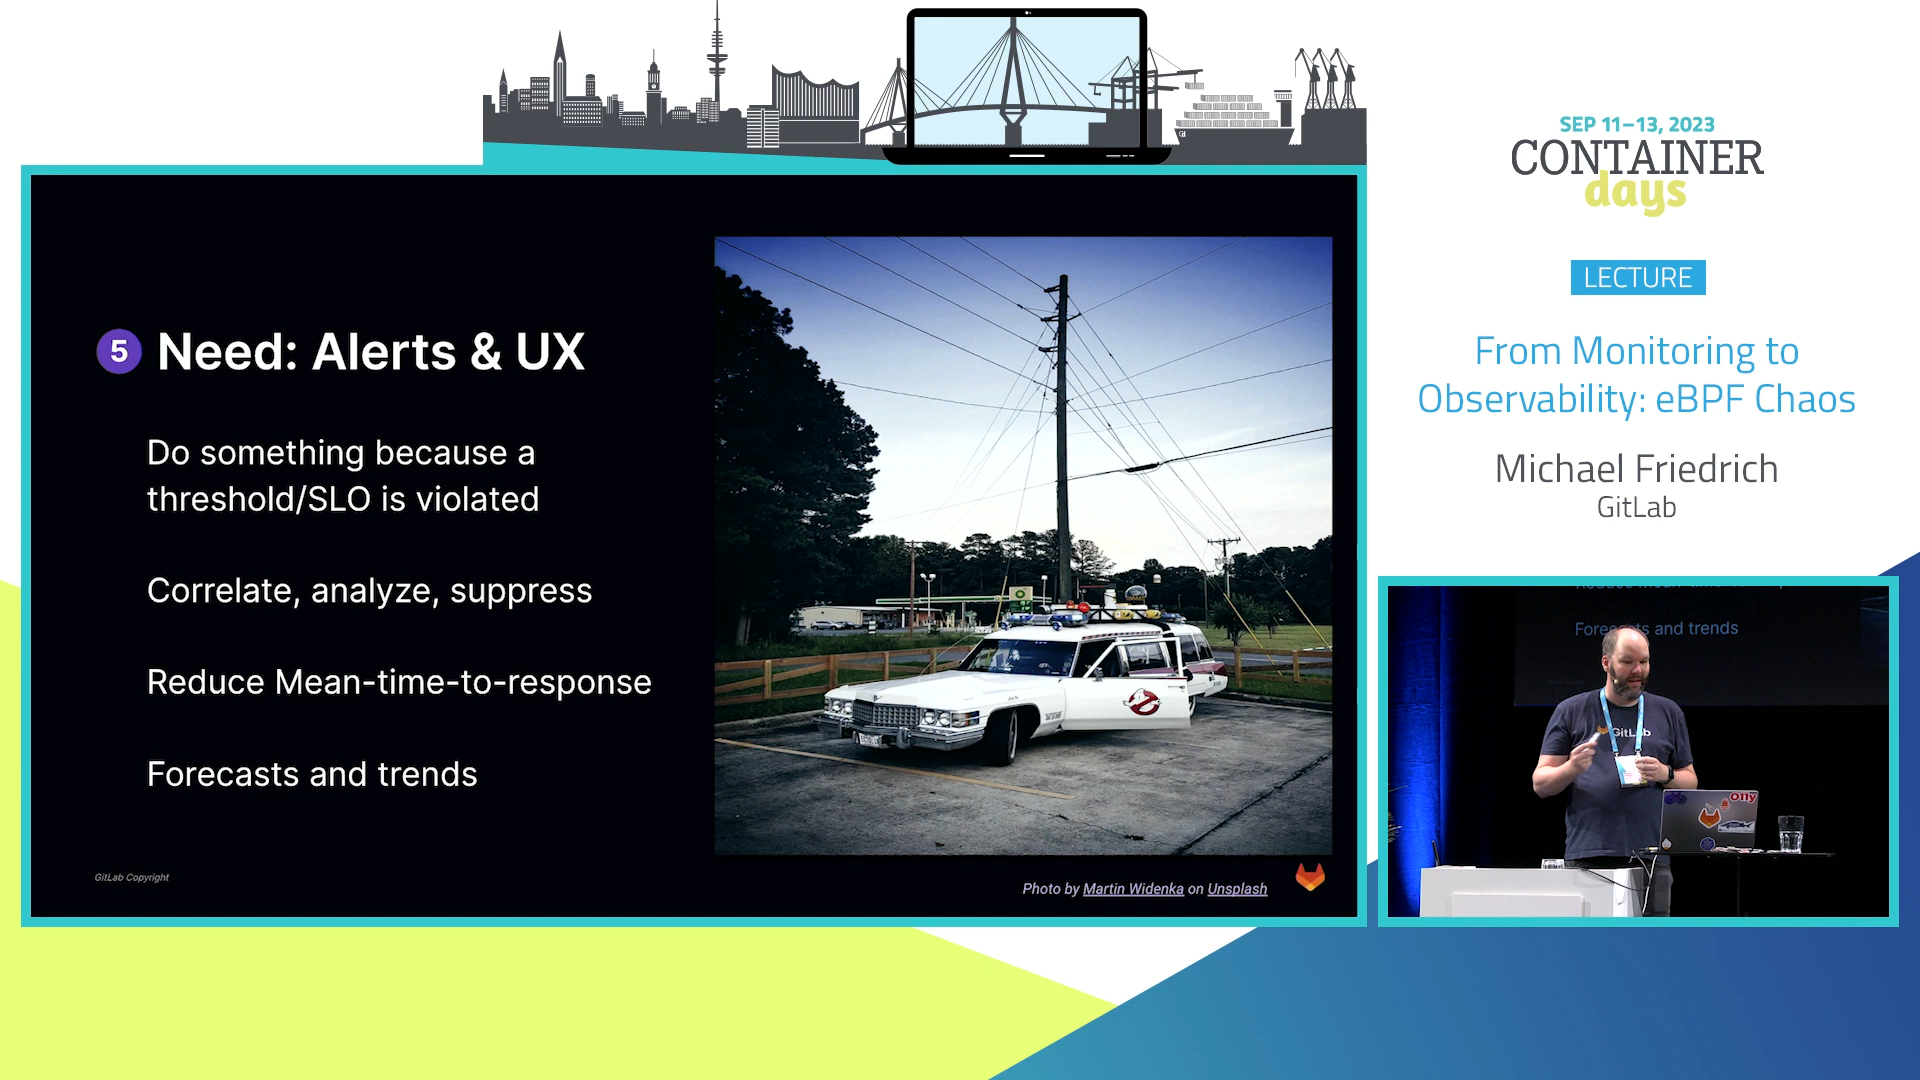 SEP 11–13, 2023
CONTAINER
days
LECTURE
From Monitoring to
Observability: eBPF Chaos
Michael Friedrich
GitLab
5 Need: Alerts & UX
Do something because a
threshold/SLO is violated
Correlate, analyze, suppress
Reduce Mean-time-to-response
Forecasts and trends
GitLab Copyright
Photo by Martin Widenka on Unsplash
Forecasts and trends
GitLab
O11y